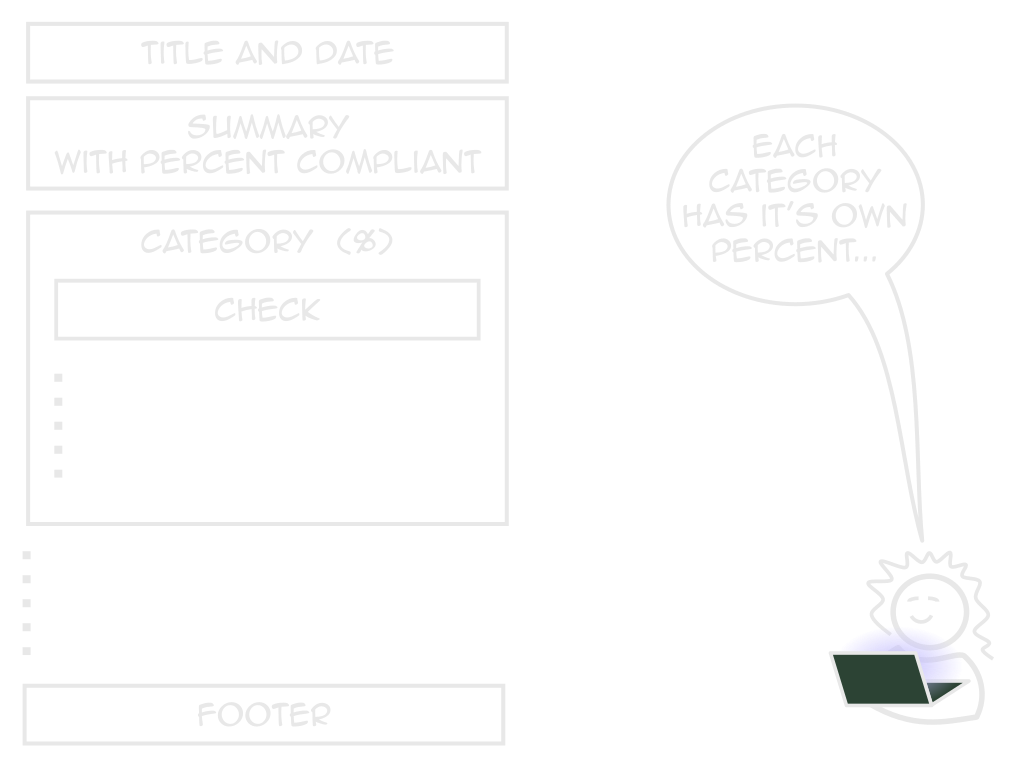 TITLE AND DATE
SUMMARY
WITH PERCENT COMPLIANT
CATEGORY (%)
CHECK
FOOTER
EACH
CATEGORY
HAS IT'S OWN
PERCENT...